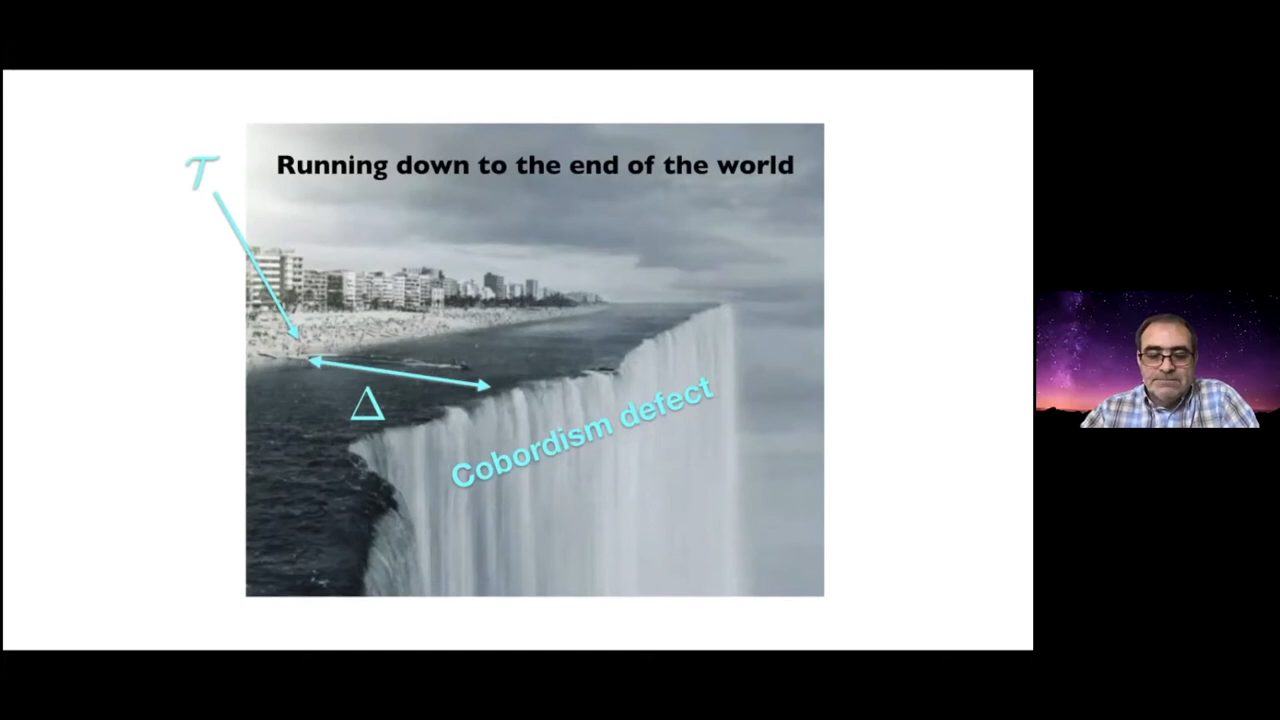 Running down to the end of the world
𝒯
Δ
Cobordism defect